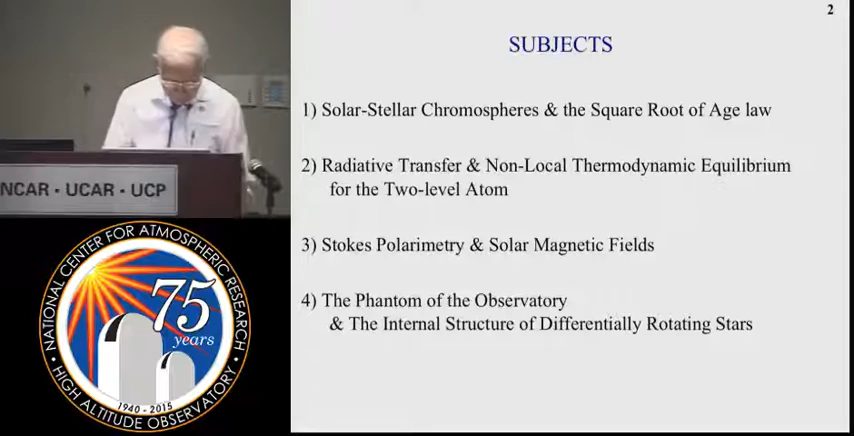 2
SUBJECTS
1) Solar-Stellar Chromospheres & the Square Root of Age law
2) Radiative Transfer & Non-Local Thermodynamic Equilibrium
for the Two-level Atom
3) Stokes Polarimetry & Solar Magnetic Fields
4) The Phantom of the Observatory
& The Internal Structure of Differentially Rotating Stars
NCAR - UCAR - UCP
NATIONAL CENTER FOR ATMOSPHERIC RESEARCH
75
years
1940 - 2015
HIGH ALTITUDE OBSERVATORY